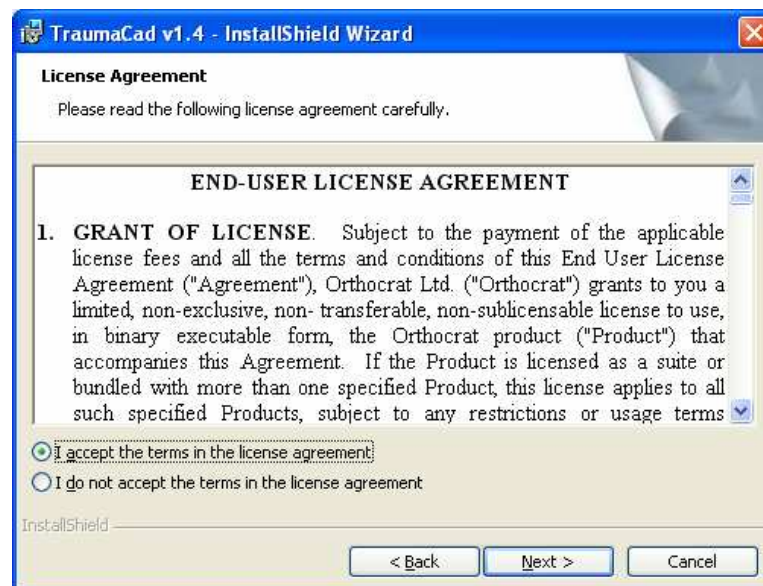 TraumaCad v1.4 - InstallShield Wizard
License Agreement
Please read the following license agreement carefully.
END-USER LICENSE AGREEMENT
1. GRANT OF LICENSE. Subject to the payment of the applicable
license fees and all the terms and conditions of this End User License
Agreement ("Agreement"), Orthocrat Ltd. ("Orthocrat") grants to you a
limited, non-exclusive, non- transferable, non-sublicensable license to use,
in binary executable form, the Orthocrat product ("Product") that
accompanies this Agreement. If the Product is licensed as a suite or
bundled with more than one specified Product, this license applies to all
such specified Products, subject to any restrictions or usage terms
I accept the terms in the license agreement
I do not accept the terms in the license agreement
InstallShield
< Back Next > Cancel